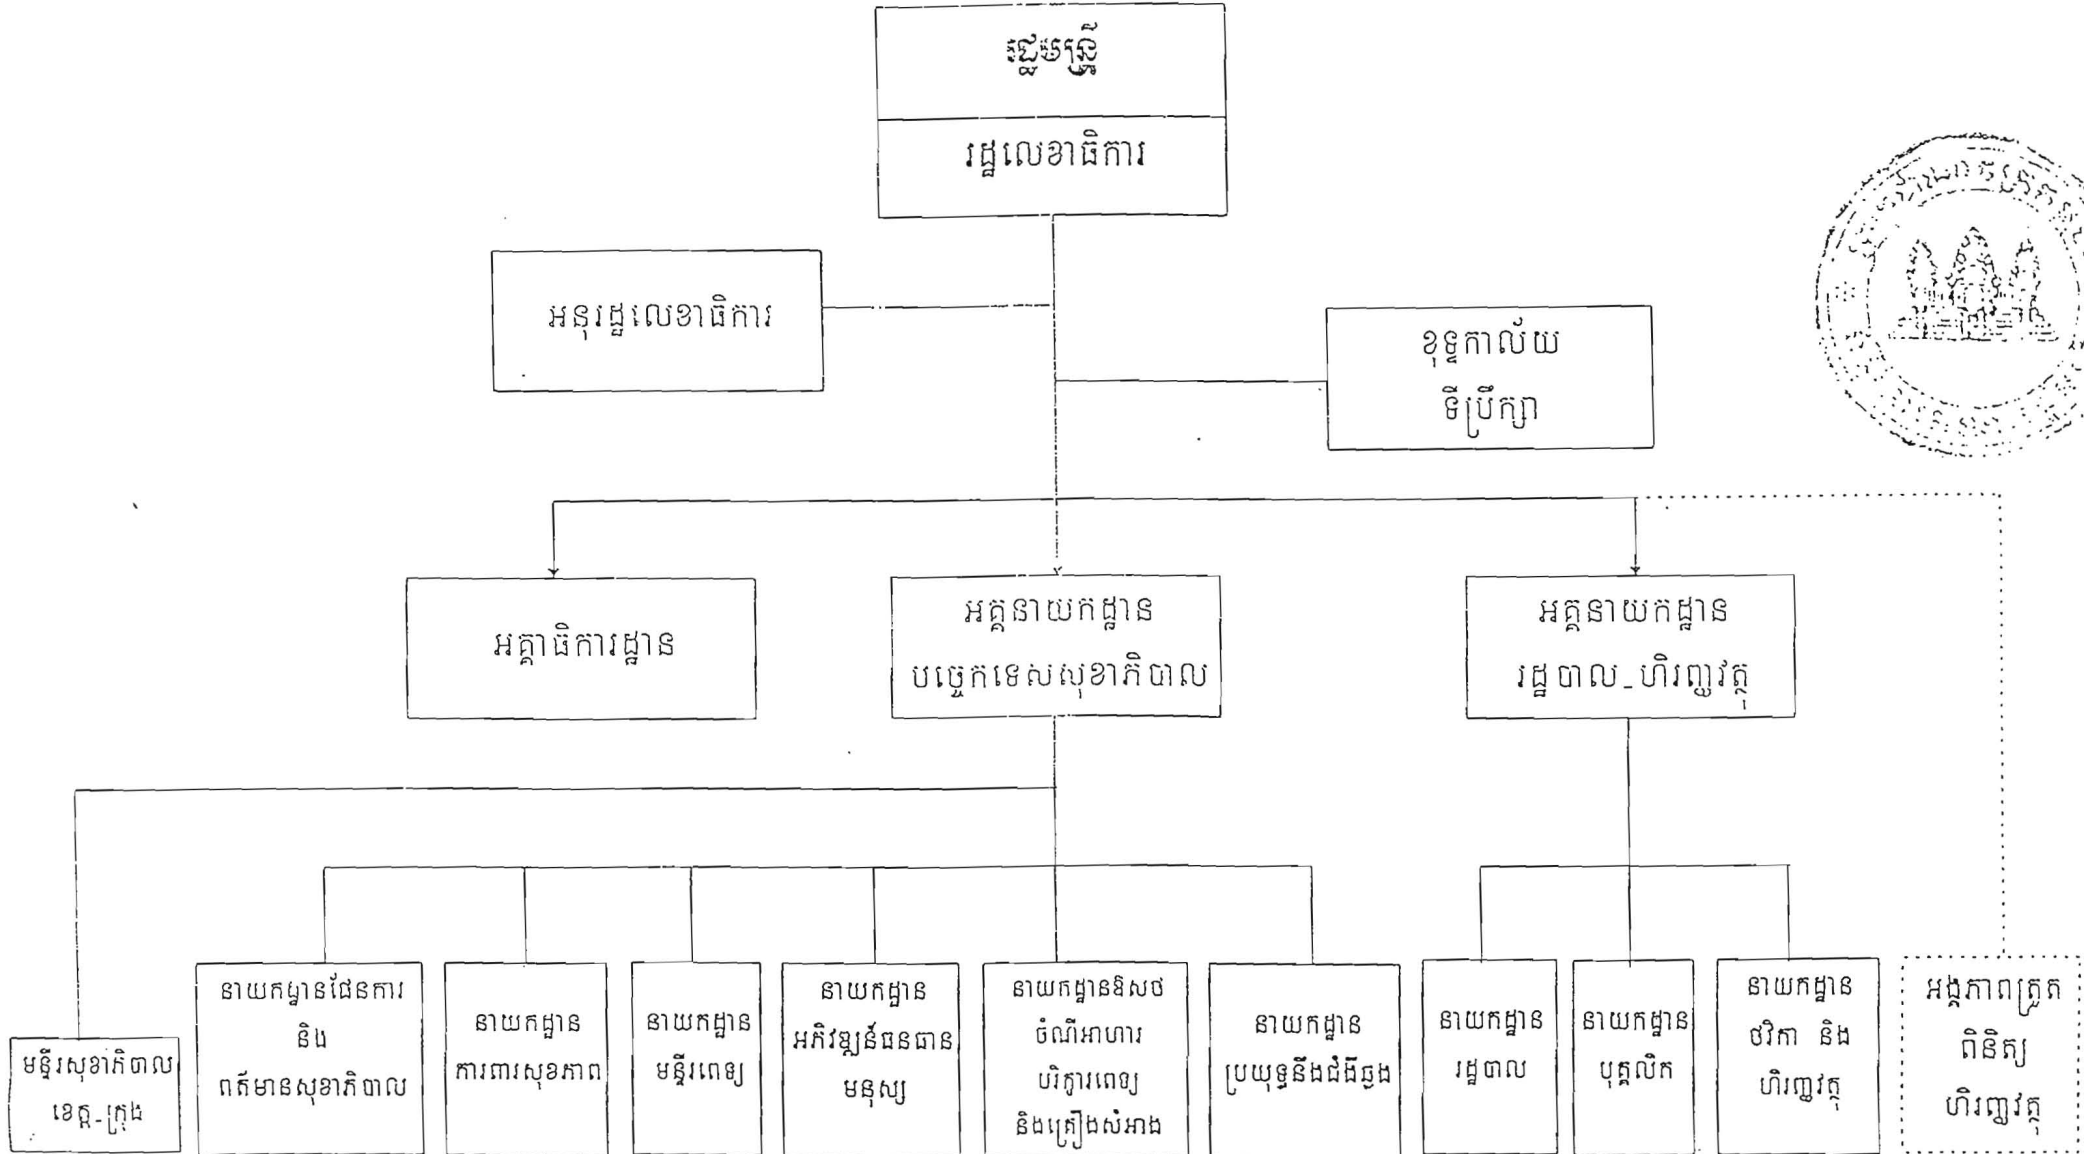 រដ្ឋមន្ត្រី
រដ្ឋលេខាធិការ
អនុរដ្ឋលេខាធិការ
ខុទ្ទកាល័យ
ទីប្រឹក្សា
អគ្គាធិការដ្ឋាន
អគ្គនាយកដ្ឋាន
បច្ចេកទេសសុខាភិបាល
អគ្គនាយកដ្ឋាន
រដ្ឋបាល-ហិរញ្ញវត្ថុ
មន្ទីរសុខាភិបាល
ខេត្ត-ក្រុង
នាយកដ្ឋានផែនការ
និង
ពត៌មានសុខាភិបាល
នាយកដ្ឋាន
ការពារសុខភាព
នាយកដ្ឋាន
មន្ទីរពេទ្យ
នាយកដ្ឋាន
អភិវឌ្ឍន៍ធនធាន
មនុស្ស
នាយកដ្ឋានឱសថ
ចំណីអាហារ
បរិក្ខារពេទ្យ
និងគ្រឿងសំអាង
នាយកដ្ឋាន
ប្រយុទ្ធនឹងជំងឺឆ្លង
នាយកដ្ឋាន
រដ្ឋបាល
នាយកដ្ឋាន
បុគ្គលិក
នាយកដ្ឋាន
ថវិកា និង
ហិរញ្ញវត្ថុ
អង្គភាពត្រួត
ពិនិត្យ
ហិរញ្ញវត្ថុ